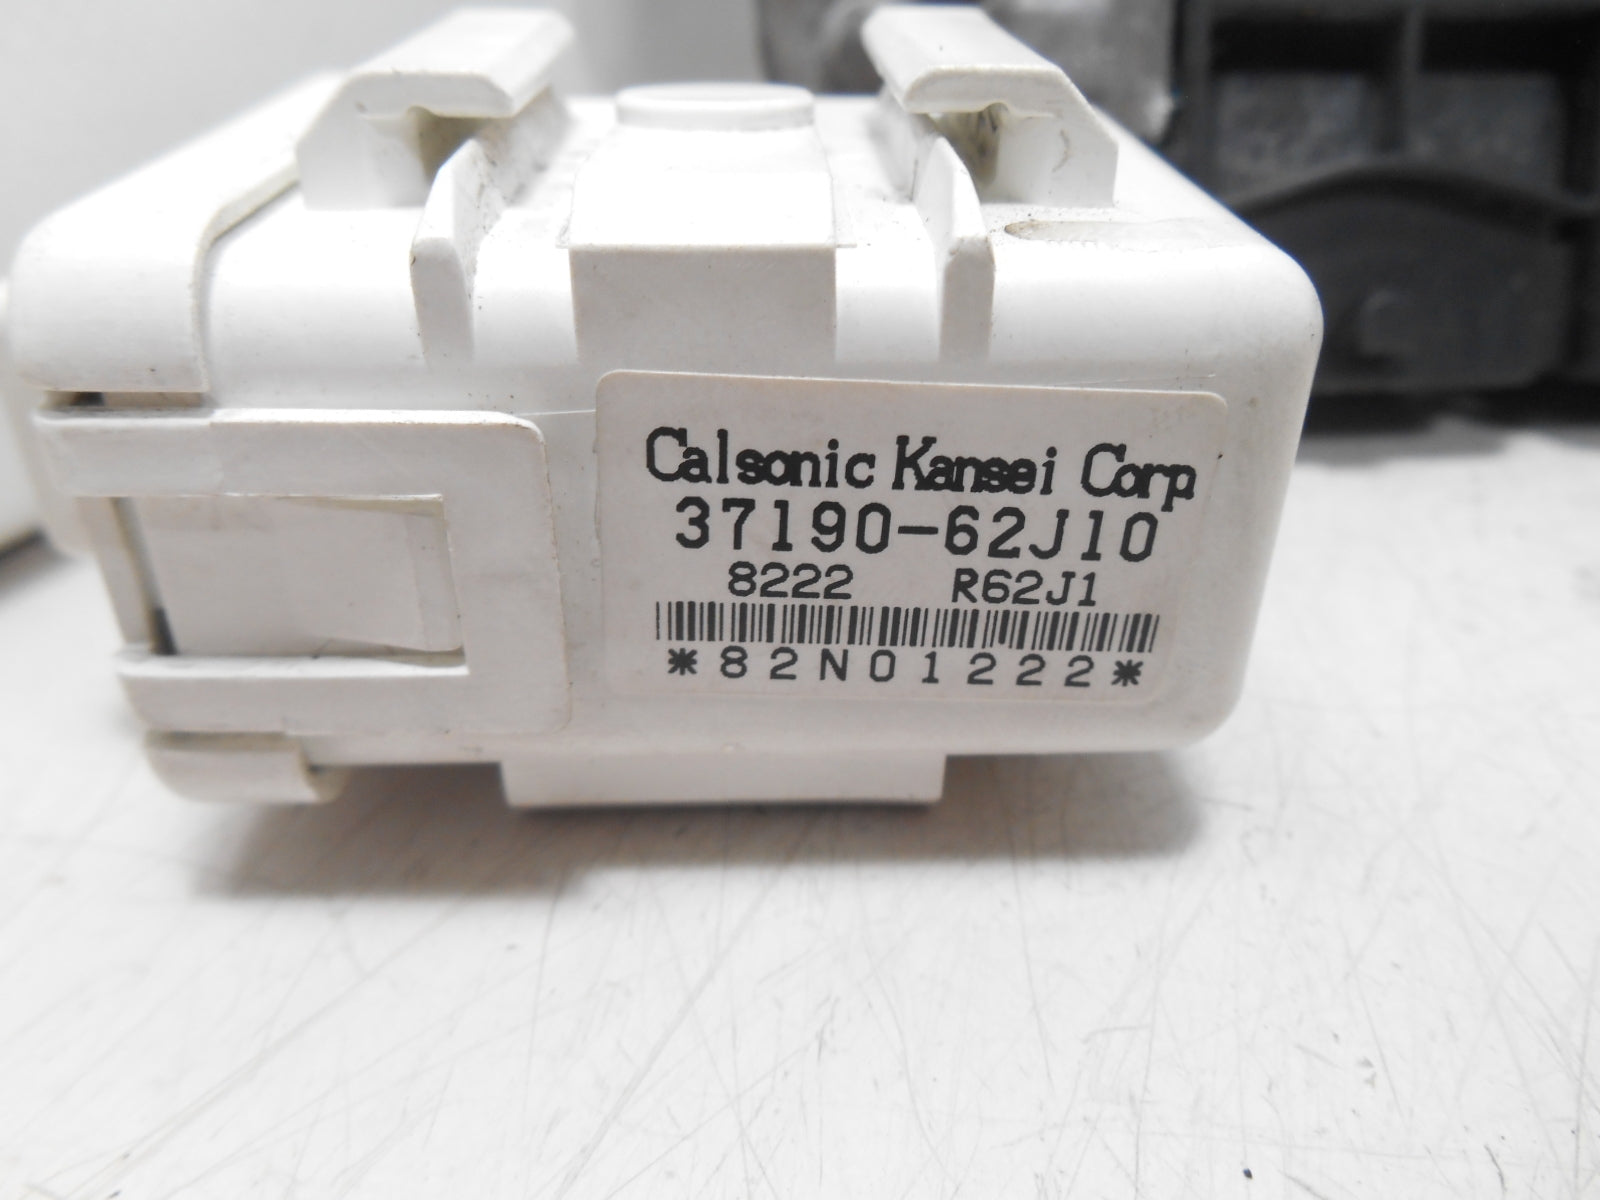 Calsonic Kansei Corp
37190-62J10
8222 R62J1
*82N01222*